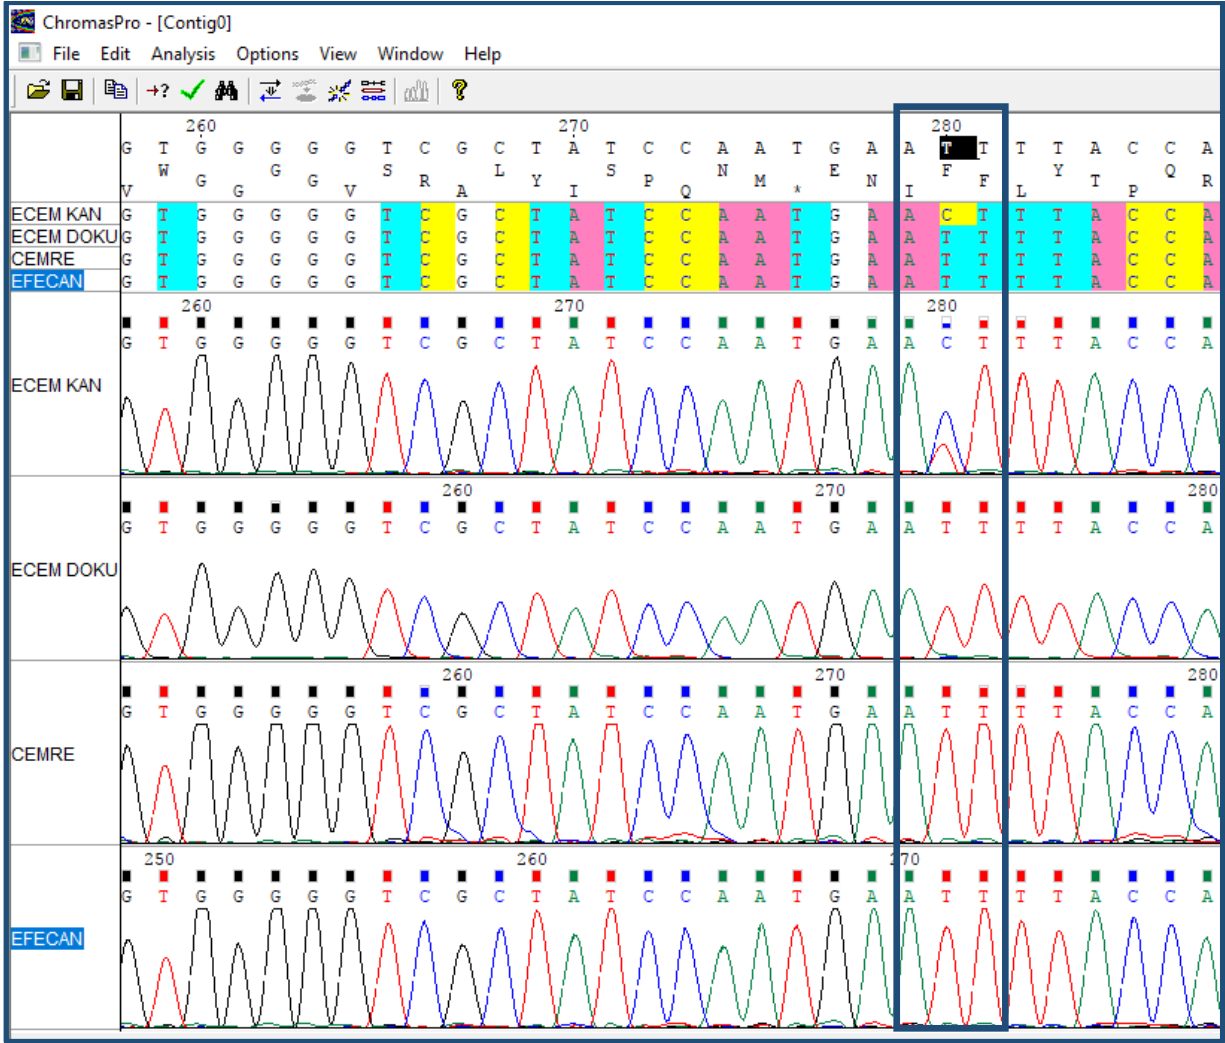 ChromasPro - [Contig0]
File Edit Analysis Options View Window Help
260 270 280
G T G G G G G T C G C T A T C C A A T G A A T T T T A C C A
W G S L S N E F Y Q
G G R Y P M N F T R
V G V A I Q * I L P
ECEM KAN G T G G G G G T C G C T A T C C A A T G A A C T T T A C C A
ECEM DOKU G T G G G G G T C G C T A T C C A A T G A A T T T T A C C A
CEMRE G T G G G G G T C G C T A T C C A A T G A A T T T T A C C A
EFECAN G T G G G G G T C G C T A T C C A A T G A A T T T T A C C A
260 270 280
G T G G G G G T C G C T A T C C A A T G A A C T T T A C C A
ECEM KAN
260 270 280
G T G G G G G T C G C T A T C C A A T G A A T T T T A C C A
ECEM DOKU
260 270 280
G T G G G G G T C G C T A T C C A A T G A A T T T T A C C A
CEMRE
250 260 270
G T G G G G G T C G C T A T C C A A T G A A T T T T A C C A
EFECAN